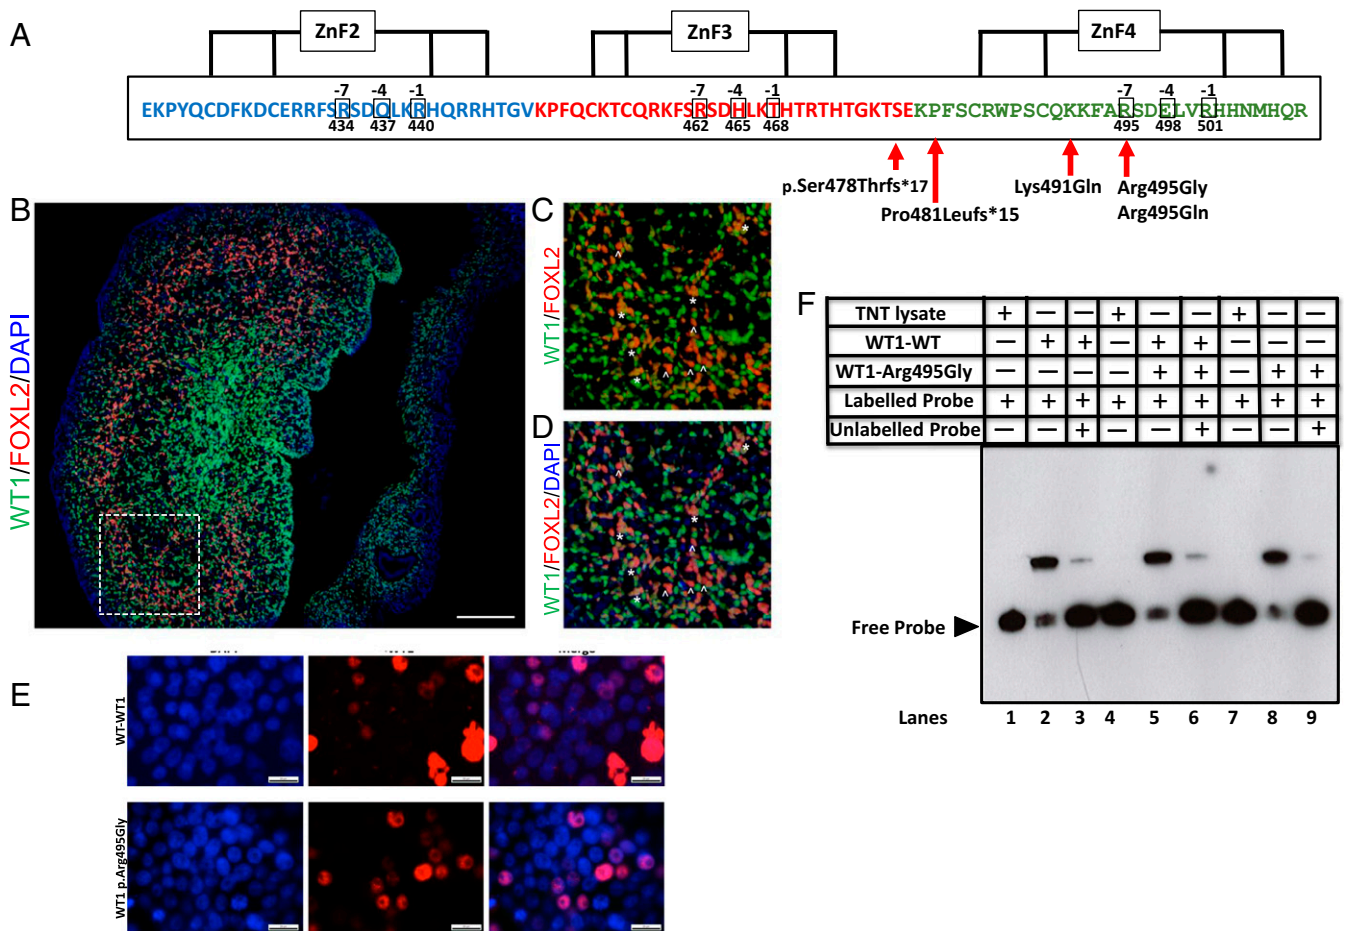 A
ZnF2
ZnF3
ZnF4
-7 -4 -1 -7 -4 -1 -7 -4 -1
EKPYQCDFKDCERRFSRSDQLKRHQRRHTGVKPFQCKTCQRKFSRSDHLKTHTRTHTGKTSEKPFSCRWPSCQKKFARSDELVRHHNMHQR
434 437 440 462 465 468 495 498 501
p.Ser478Thrfs*17
Pro481Leufs*15
Lys491Gln
Arg495Gly
Arg495Gln
B
WT1/FOXL2/DAPI
C
WT1/FOXL2
* ^ * * ^ * * ^ ^ ^
D
WT1/FOXL2/DAPI
* ^ * * ^ * * ^ ^ ^
E
Merge
WT-WT1
WT1 p.Arg495Gly
F
TNT lysate + — — + — — + — —
WT1-WT — + + — + + — — —
WT1-Arg495Gly — — — — + + — + +
Labelled Probe + + + + + + + + +
Unlabelled Probe — — + — — + — — +
Free Probe
Lanes 1 2 3 4 5 6 7 8 9